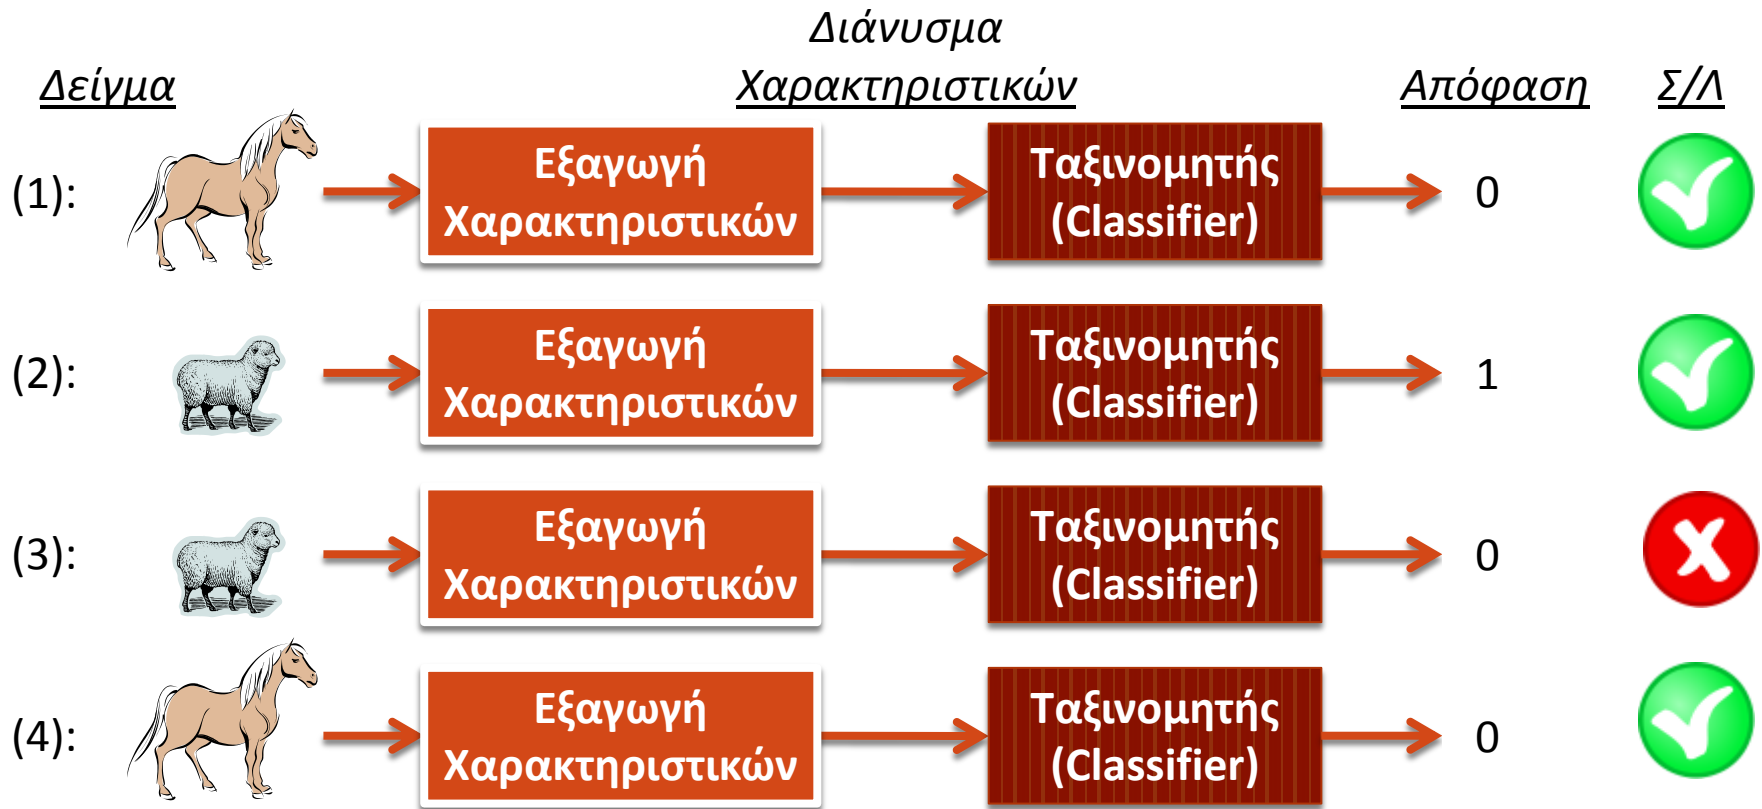 Διάνυσμα
Δείγμα Χαρακτηριστικών Απόφαση Σ/Λ
(1): Εξαγωγή Χαρακτηριστικών Ταξινομητής (Classifier) 0
(2): Εξαγωγή Χαρακτηριστικών Ταξινομητής (Classifier) 1
(3): Εξαγωγή Χαρακτηριστικών Ταξινομητής (Classifier) 0
(4): Εξαγωγή Χαρακτηριστικών Ταξινομητής (Classifier) 0